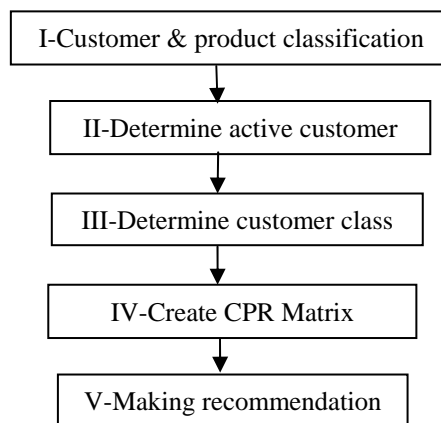 I-Customer & product classification
II-Determine active customer
III-Determine customer class
IV-Create CPR Matrix
V-Making recommendation